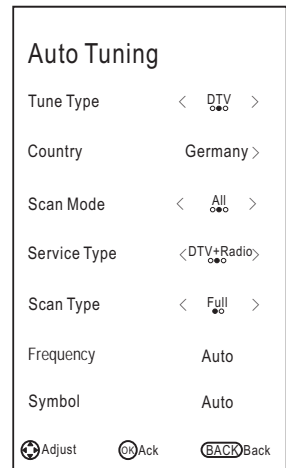 Auto Tuning
Tune Type < DTV >
Country Germany >
Scan Mode < All >
Service Type < DTV+Radio >
Scan Type < Full >
Frequency Auto
Symbol Auto
Adjust OK Ack BACK Back